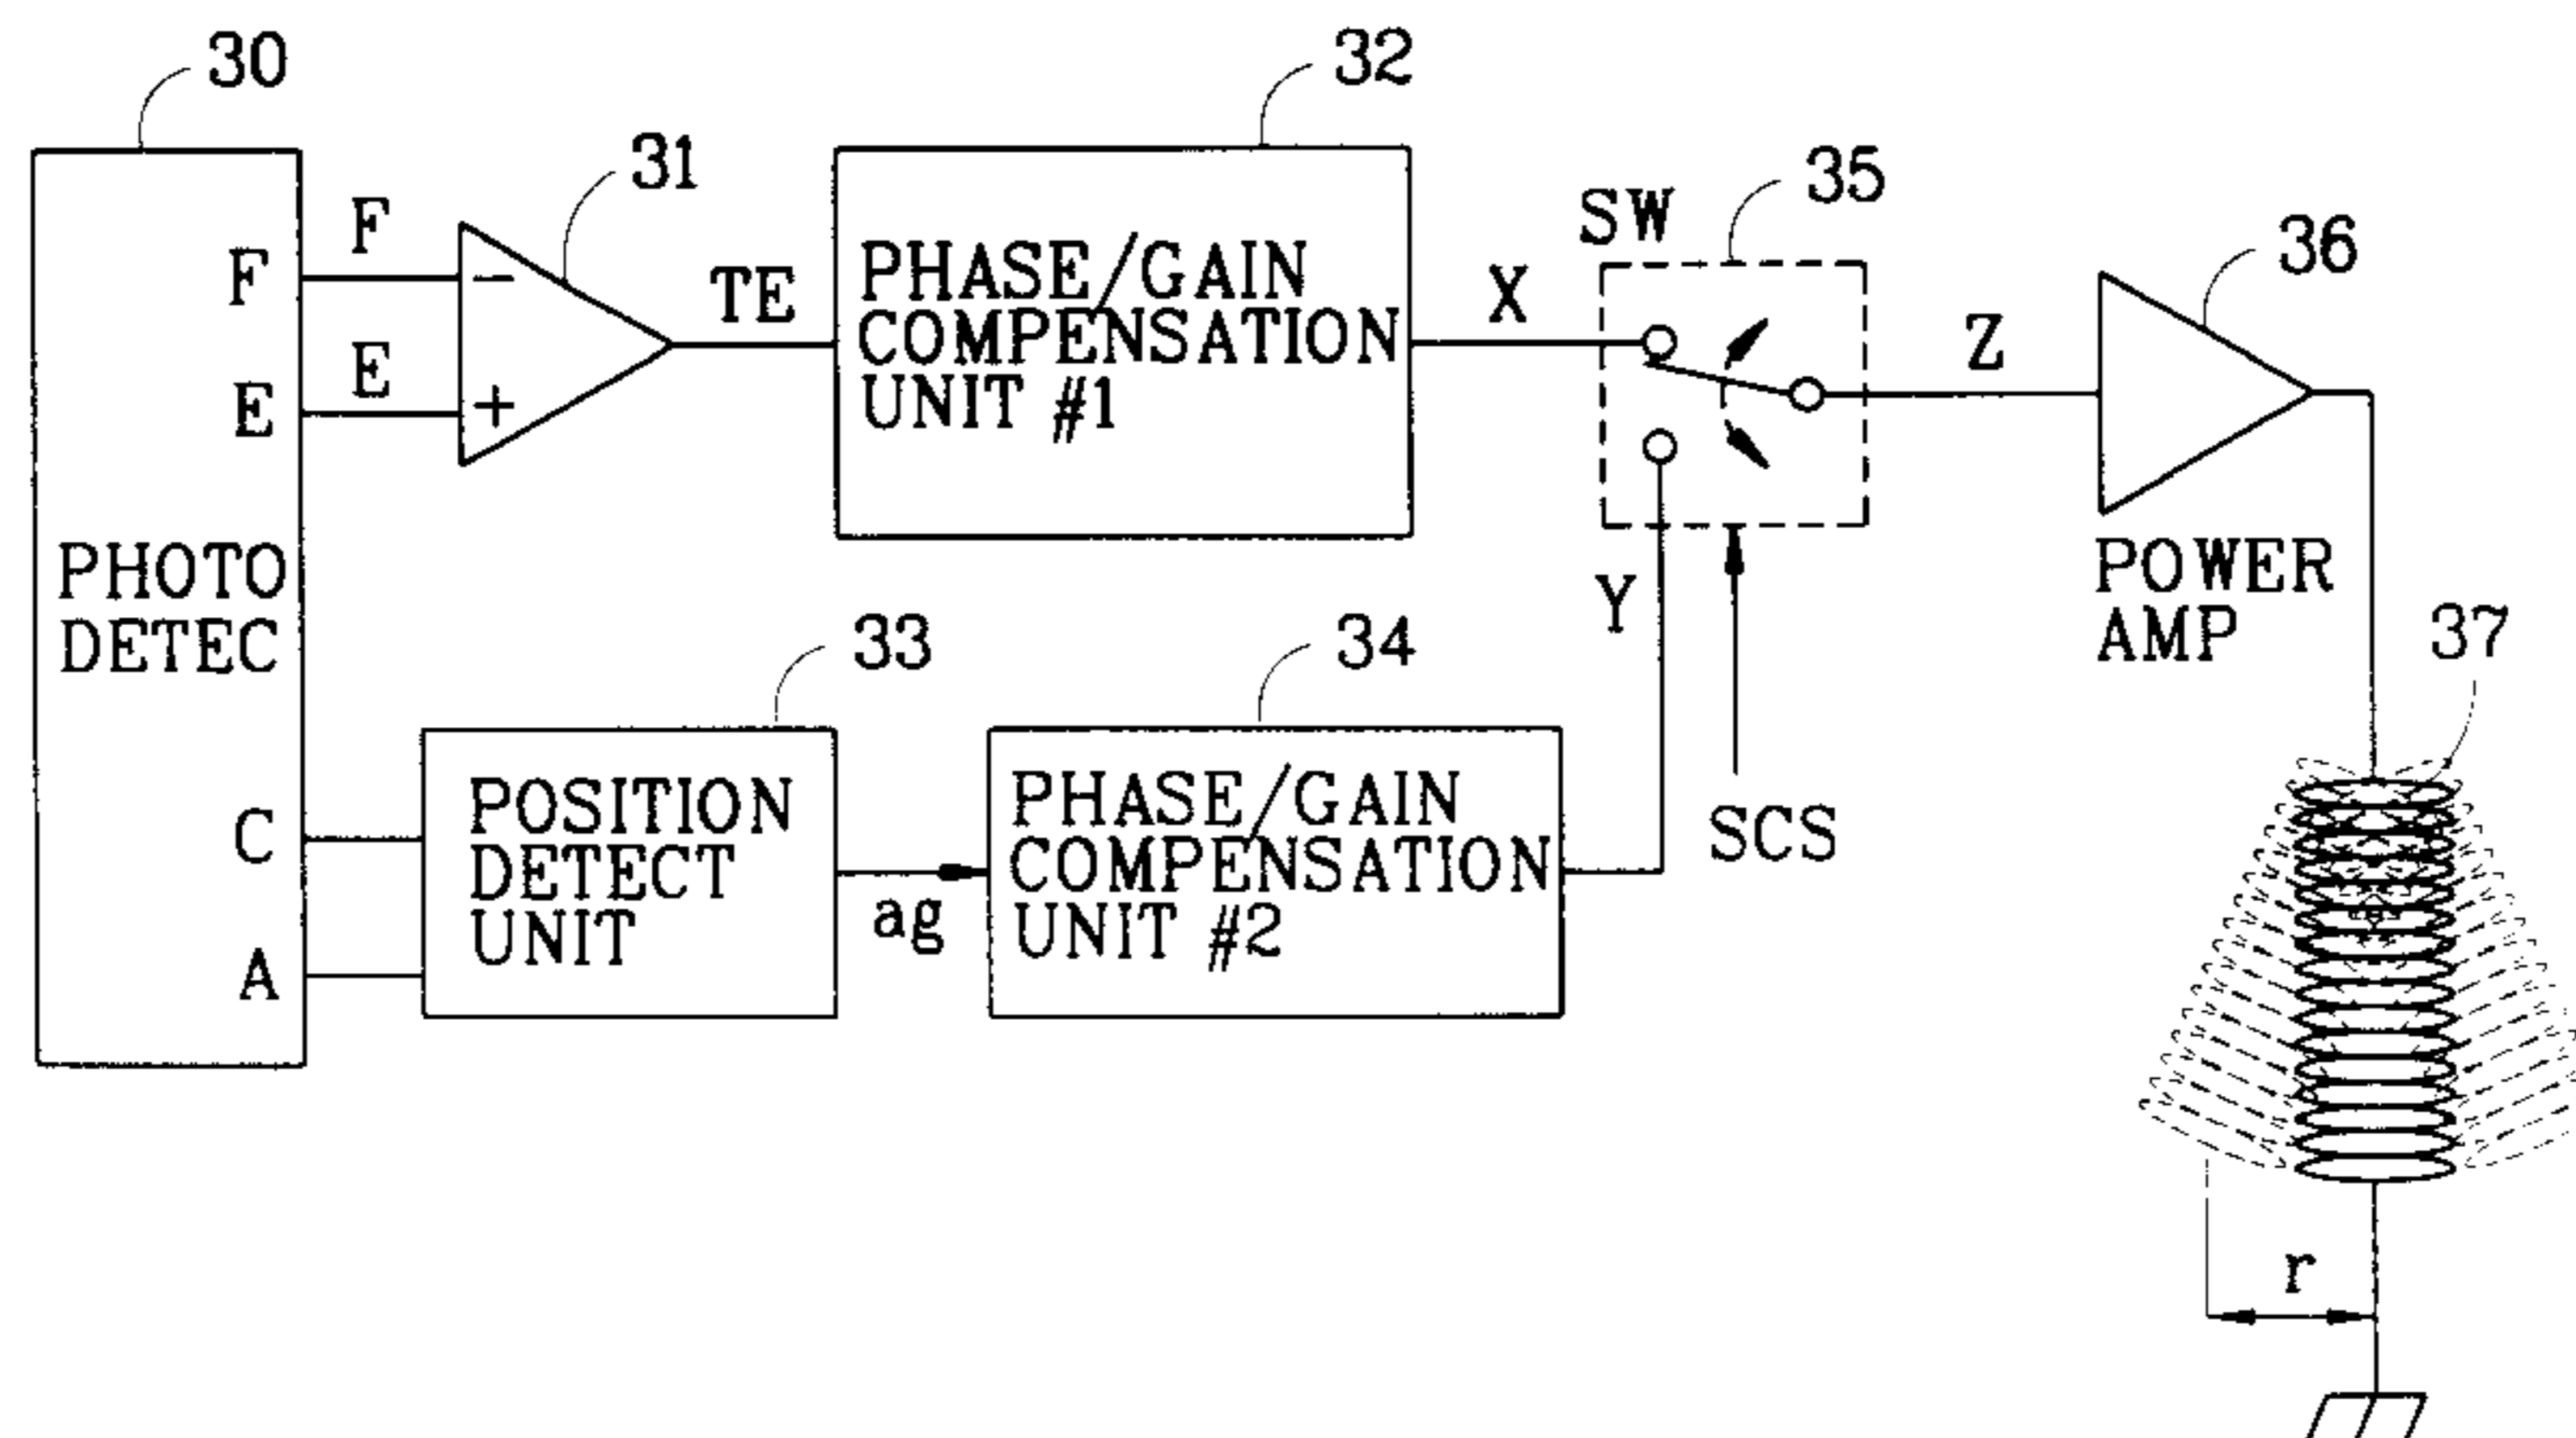 30
31
32
35
36
F
E
PHOTO
DETEC
C
A
F
E
-
+
TE
PHASE/GAIN
COMPENSATION
UNIT #1
X
SW
Z
POWER
AMP
37
33
34
POSITION
DETECT
UNIT
ag
PHASE/GAIN
COMPENSATION
UNIT #2
Y
SCS
r